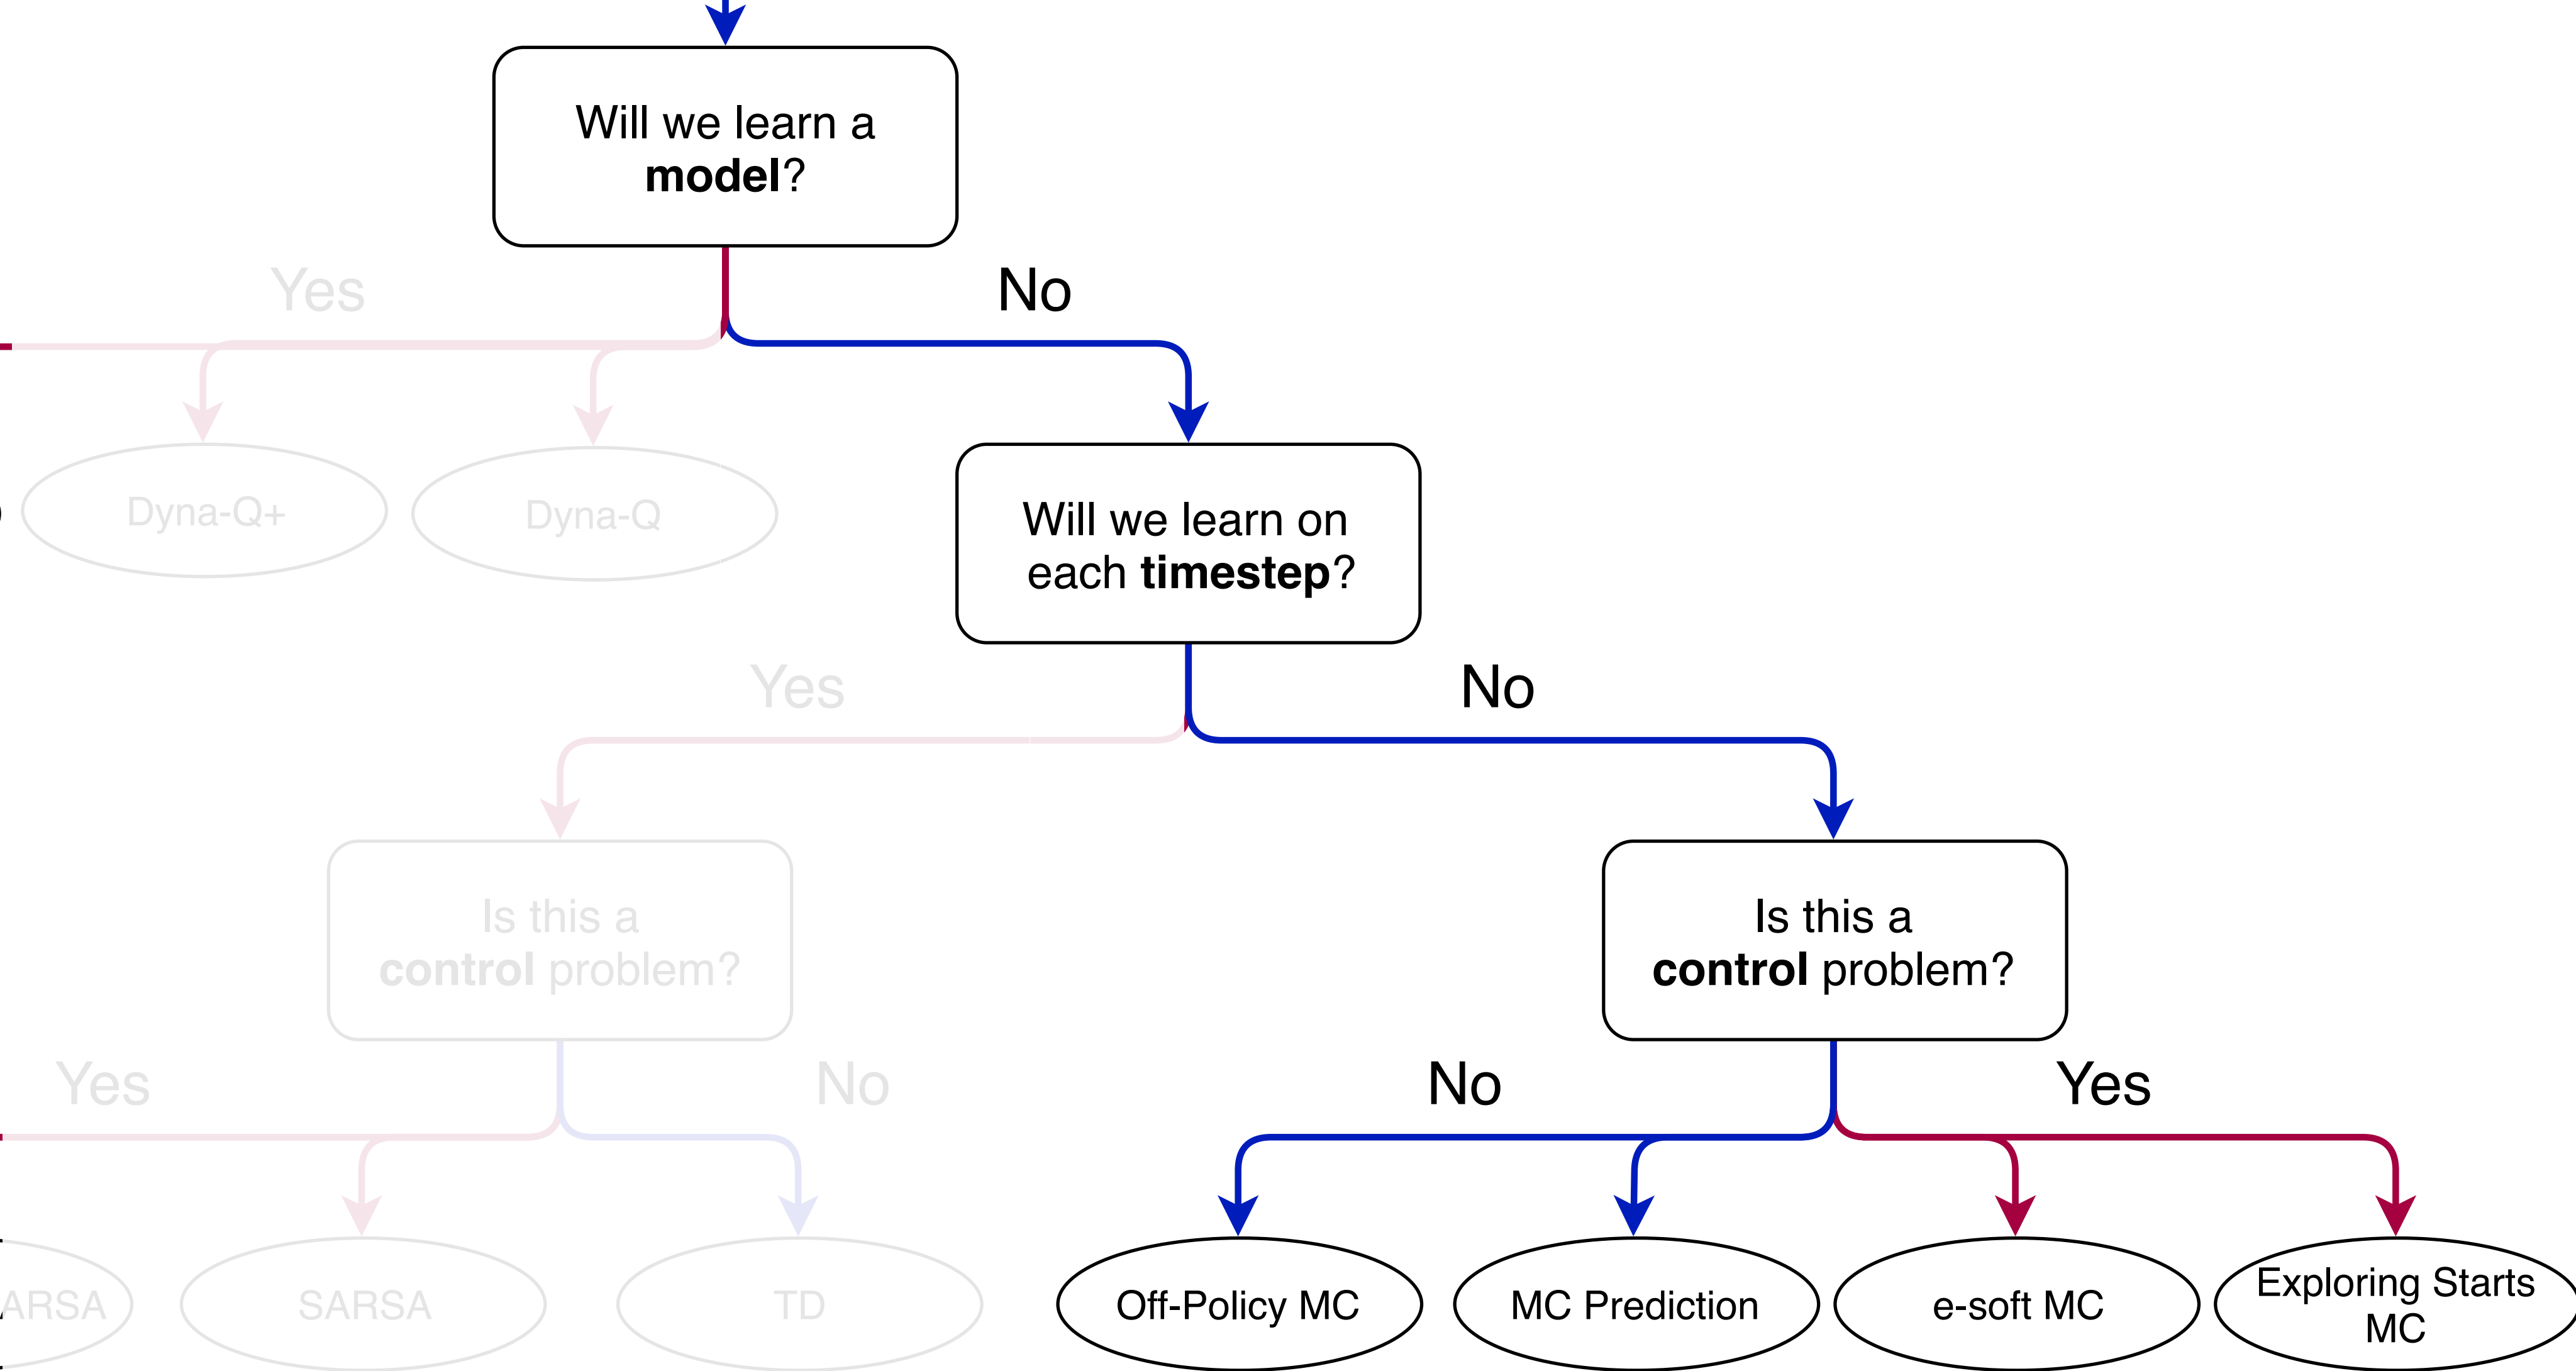 Will we learn a
model?
Yes
No
Dyna-Q+
Dyna-Q
Will we learn on
each timestep?
Yes
No
Is this a
control problem?
Is this a
control problem?
Yes
No
No
Yes
ARSA
SARSA
TD
Off-Policy MC
MC Prediction
e-soft MC
Exploring Starts
MC